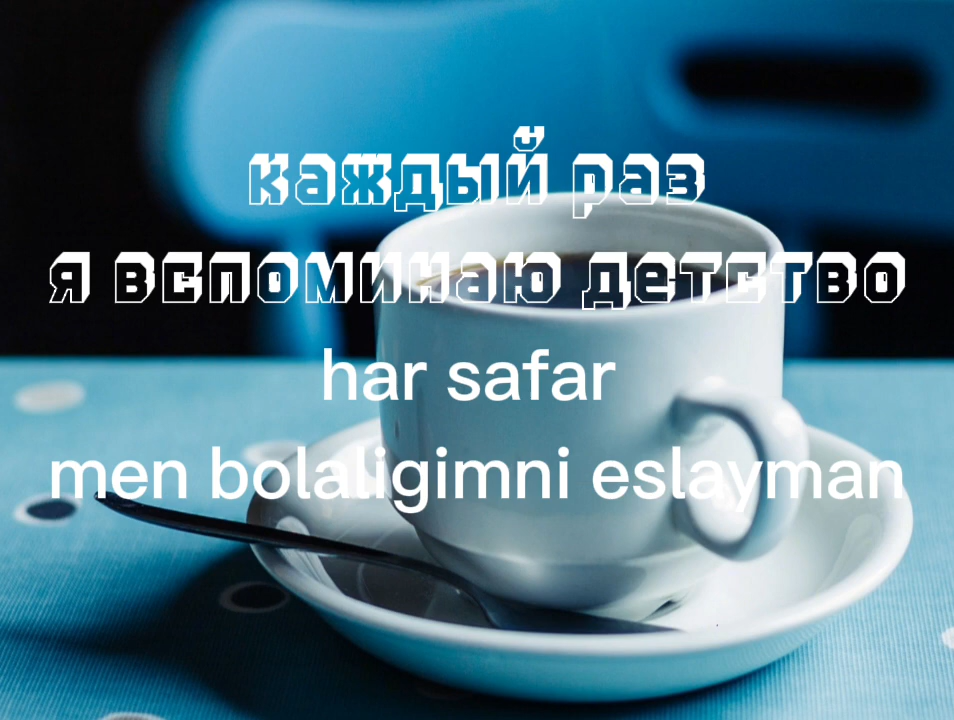 каждый раз
я вспоминаю детство
har safar
men bolaligimni eslayman